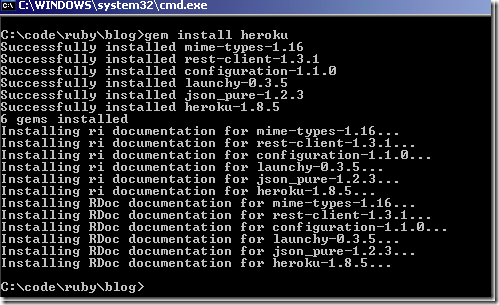 C:\WINDOWS\system32\cmd.exe
C:\code\ruby\blog>gem install heroku
Successfully installed mime-types-1.16
Successfully installed rest-client-1.3.1
Successfully installed configuration-1.1.0
Successfully installed launchy-0.3.5
Successfully installed json_pure-1.2.3
Successfully installed heroku-1.8.5
6 gems installed
Installing ri documentation for mime-types-1.16...
Installing ri documentation for rest-client-1.3.1...
Installing ri documentation for configuration-1.1.0...
Installing ri documentation for launchy-0.3.5...
Installing ri documentation for json_pure-1.2.3...
Installing ri documentation for heroku-1.8.5...
Installing RDoc documentation for mime-types-1.16...
Installing RDoc documentation for rest-client-1.3.1...
Installing RDoc documentation for configuration-1.1.0...
Installing RDoc documentation for launchy-0.3.5...
Installing RDoc documentation for json_pure-1.2.3...
Installing RDoc documentation for heroku-1.8.5...
C:\code\ruby\blog>